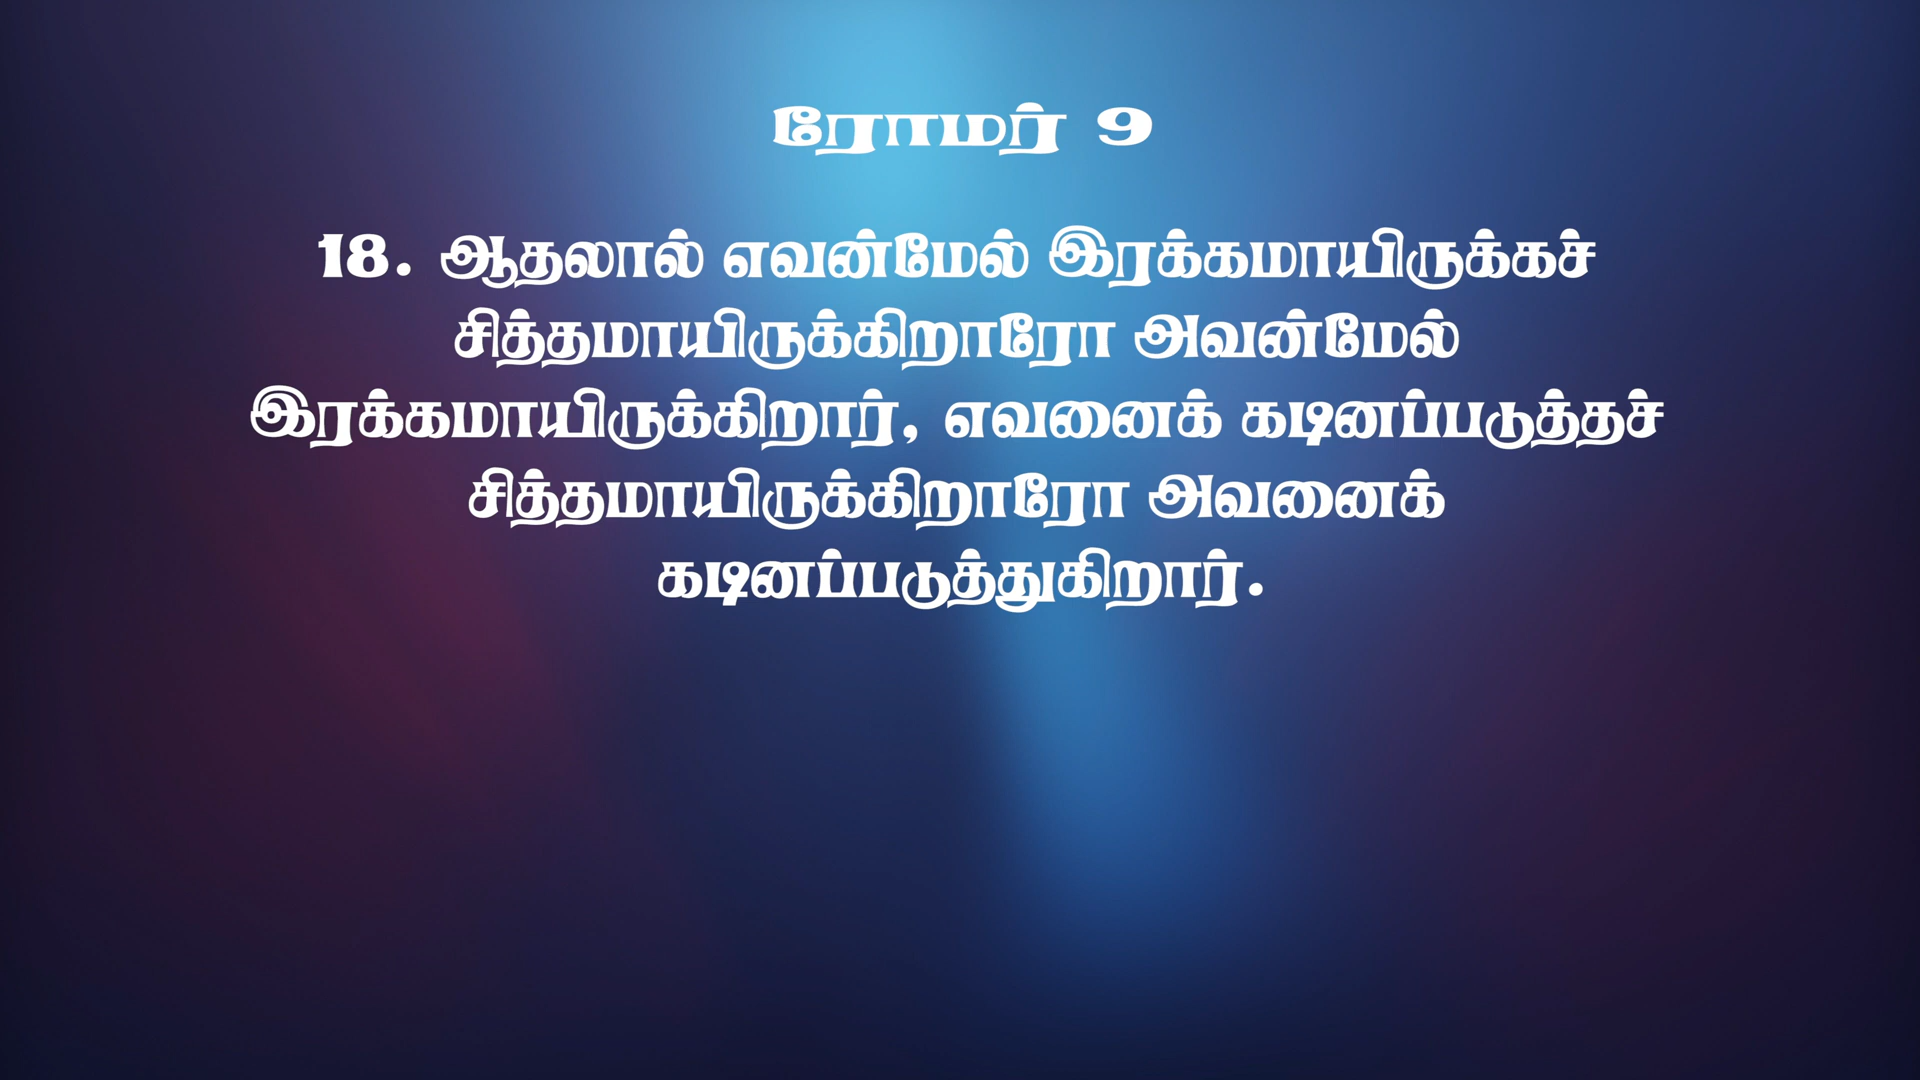 ரோமர் 9
18. ஆதலால் எவன்மேல் இரக்கமாயிருக்கச்
சித்தமாயிருக்கிறாரோ அவன்மேல்
இரக்கமாயிருக்கிறார், எவனைக் கடினப்படுத்தச்
சித்தமாயிருக்கிறாரோ அவனைக்
கடினப்படுத்துகிறார்.